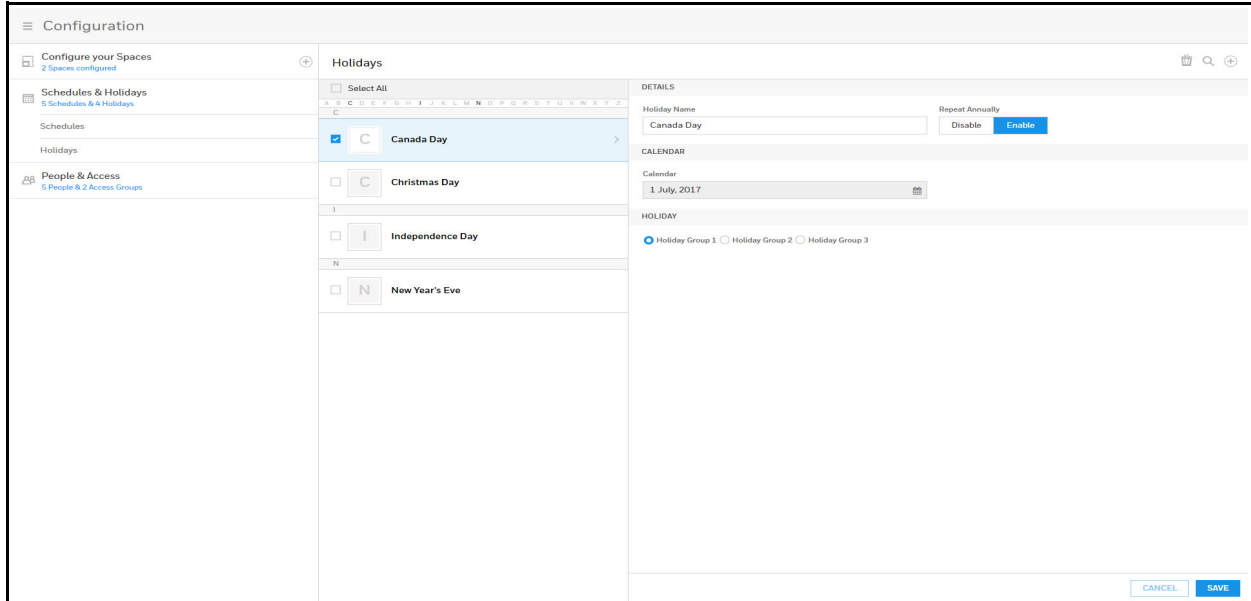 Configuration
Configure your Spaces
2 Spaces configured
Schedules & Holidays
5 Schedules & 4 Holidays
Schedules
Holidays
People & Access
5 People & 2 Access Groups
Holidays
Select All
A B C D E F G H I J K L M N O P Q R S T U V W X Y Z
C
C Canada Day
C Christmas Day
I
I Independence Day
N
N New Year's Eve
DETAILS
Holiday Name Repeat Annually
Canada Day Disable Enable
CALENDAR
Calendar
1 July, 2017
HOLIDAY
Holiday Group 1 Holiday Group 2 Holiday Group 3
CANCEL SAVE